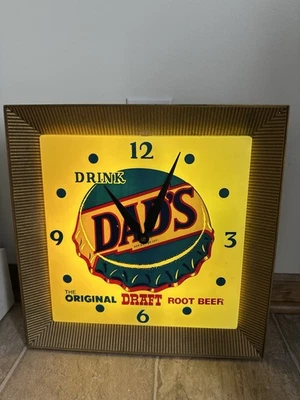 12
DRINK
DAD'S
9
3
THE
ORIGINAL DRAFT ROOT BEER
6